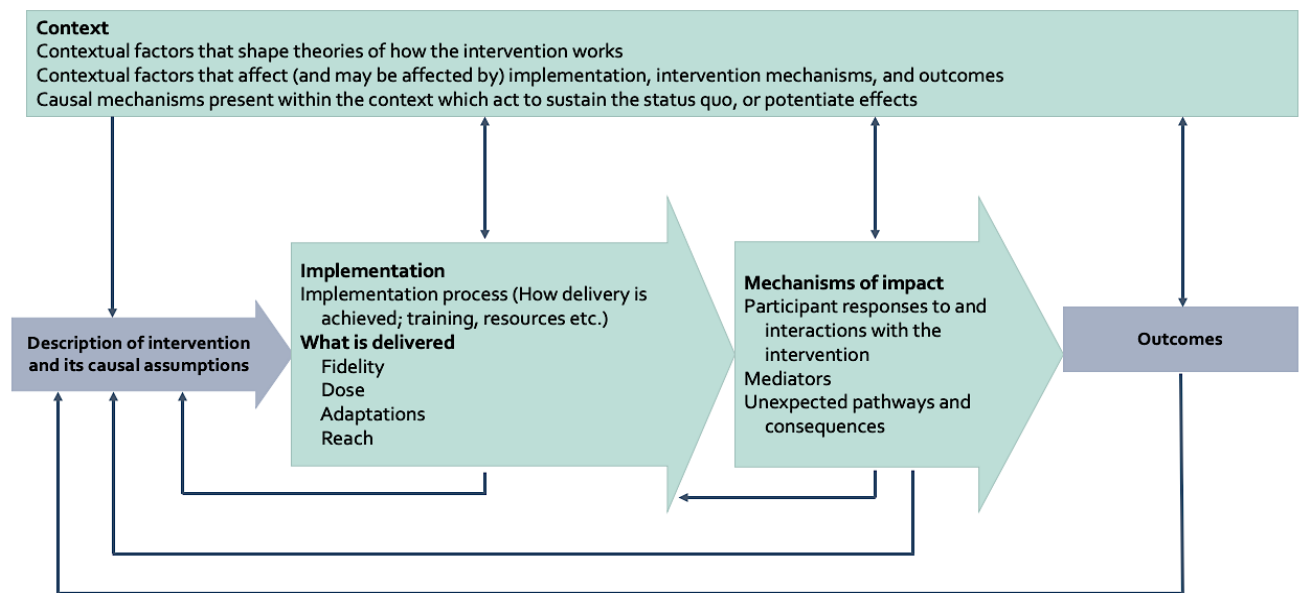 Context
Contextual factors that shape theories of how the intervention works
Contextual factors that affect (and may be affected by) implementation, intervention mechanisms, and outcomes
Causal mechanisms present within the context which act to sustain the status quo, or potentiate effects
Description of intervention
and its causal assumptions
Implementation
Implementation process (How delivery is
achieved; training, resources etc.)
What is delivered
Fidelity
Dose
Adaptations
Reach
Mechanisms of impact
Participant responses to and
interactions with the
intervention
Mediators
Unexpected pathways and
consequences
Outcomes